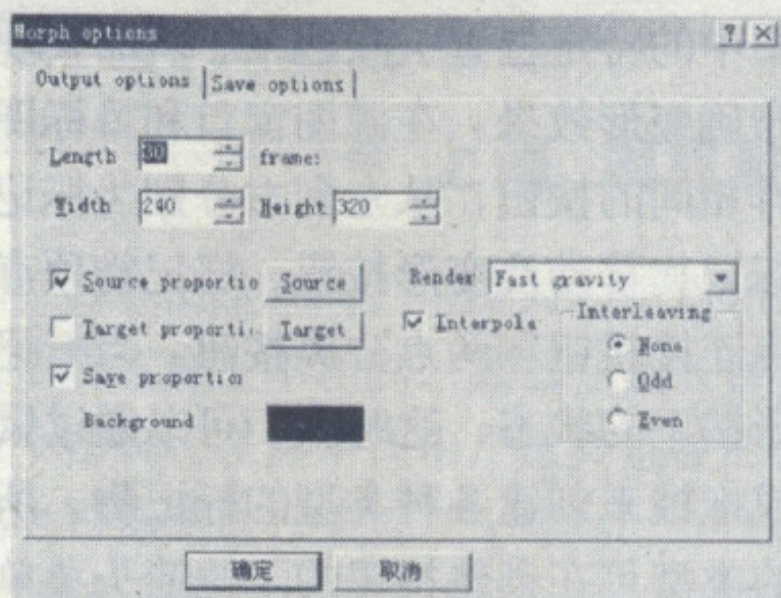 Morph options
Output options Save options
Length 30 frame:
Width 240 Height 320
Source proportio Source Render Fast gravity
Target proportio Target Interpola Interleaving
None
Save proportion Odd
Background Even
确定 取消